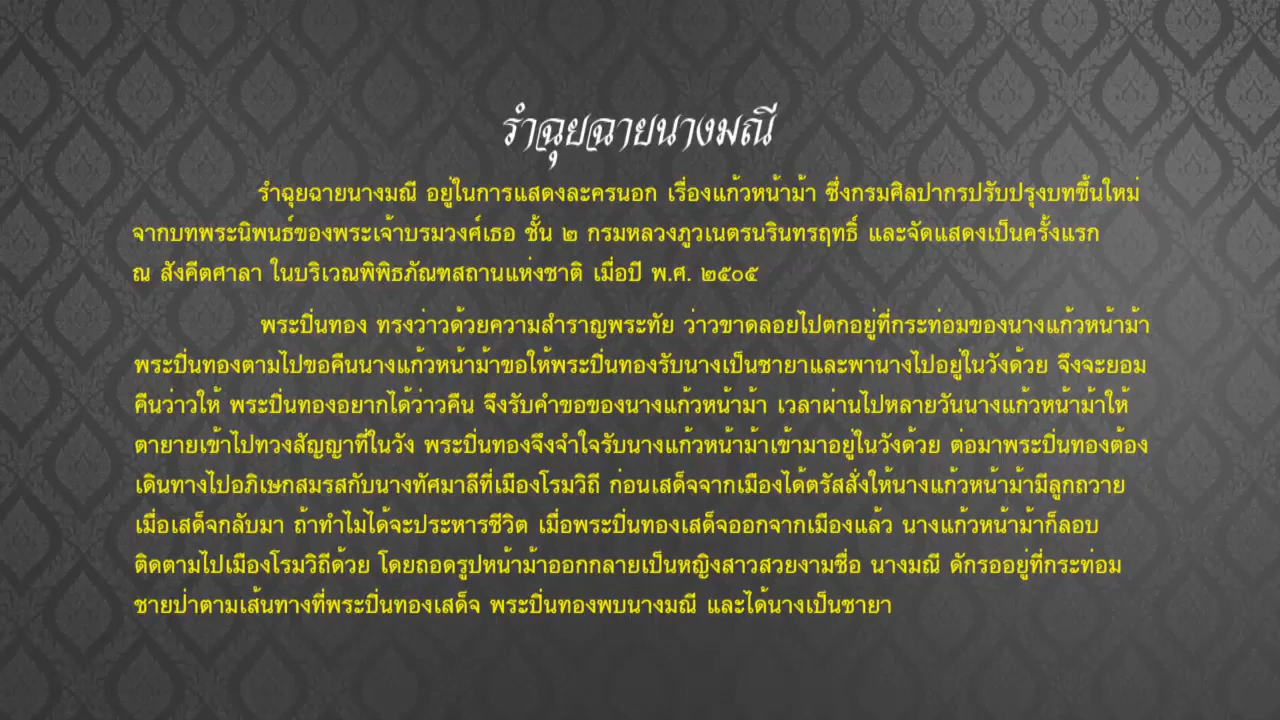 รำฉุยฉายนางมณี
รำฉุยฉายนางมณี อยู่ในการแสดงละครนอก เรื่องแก้วหน้าม้า ซึ่งกรมศิลปากรปรับปรุงบทขึ้นใหม่
จากบทพระนิพนธ์ของพระเจ้าบรมวงศ์เธอ ชั้น ๒ กรมหลวงภูวเนตรนรินทรฤทธิ์ และจัดแสดงเป็นครั้งแรก
ณ สังคีตศาลา ในบริเวณพิพิธภัณฑสถานแห่งชาติ เมื่อปี พ.ศ. ๒๕๐๕
พระปิ่นทอง ทรงว่าวด้วยความสำราญพระทัย ว่าวขาดลอยไปตกอยู่ที่กระท่อมของนางแก้วหน้าม้า
พระปิ่นทองตามไปขอคืนนางแก้วหน้าม้าขอให้พระปิ่นทองรับนางเป็นชายาและพานางไปอยู่ในวังด้วย จึงจะยอม
คืนว่าวให้ พระปิ่นทองอยากได้ว่าวคืน จึงรับคำขอของนางแก้วหน้าม้า เวลาผ่านไปหลายวันนางแก้วหน้าม้าให้
ตายายเข้าไปทวงสัญญาที่ในวัง พระปิ่นทองจึงจำใจรับนางแก้วหน้าม้าเข้ามาอยู่ในวังด้วย ต่อมาพระปิ่นทองต้อง
เดินทางไปอภิเษกสมรสกับนางทัศมาลีที่เมืองโรมวิถี ก่อนเสด็จจากเมืองได้ตรัสสั่งให้นางแก้วหน้าม้ามีลูกถวาย
เมื่อเสด็จกลับมา ถ้าทำไม่ได้จะประหารชีวิต เมื่อพระปิ่นทองเสด็จออกจากเมืองแล้ว นางแก้วหน้าม้าก็ลอบ
ติดตามไปเมืองโรมวิถีด้วย โดยถอดรูปหน้าม้าออกกลายเป็นหญิงสาวสวยงามชื่อ นางมณี ดักรออยู่ที่กระท่อม
ชายป่าตามเส้นทางที่พระปิ่นทองเสด็จ พระปิ่นทองพบนางมณี และได้นางเป็นชายา